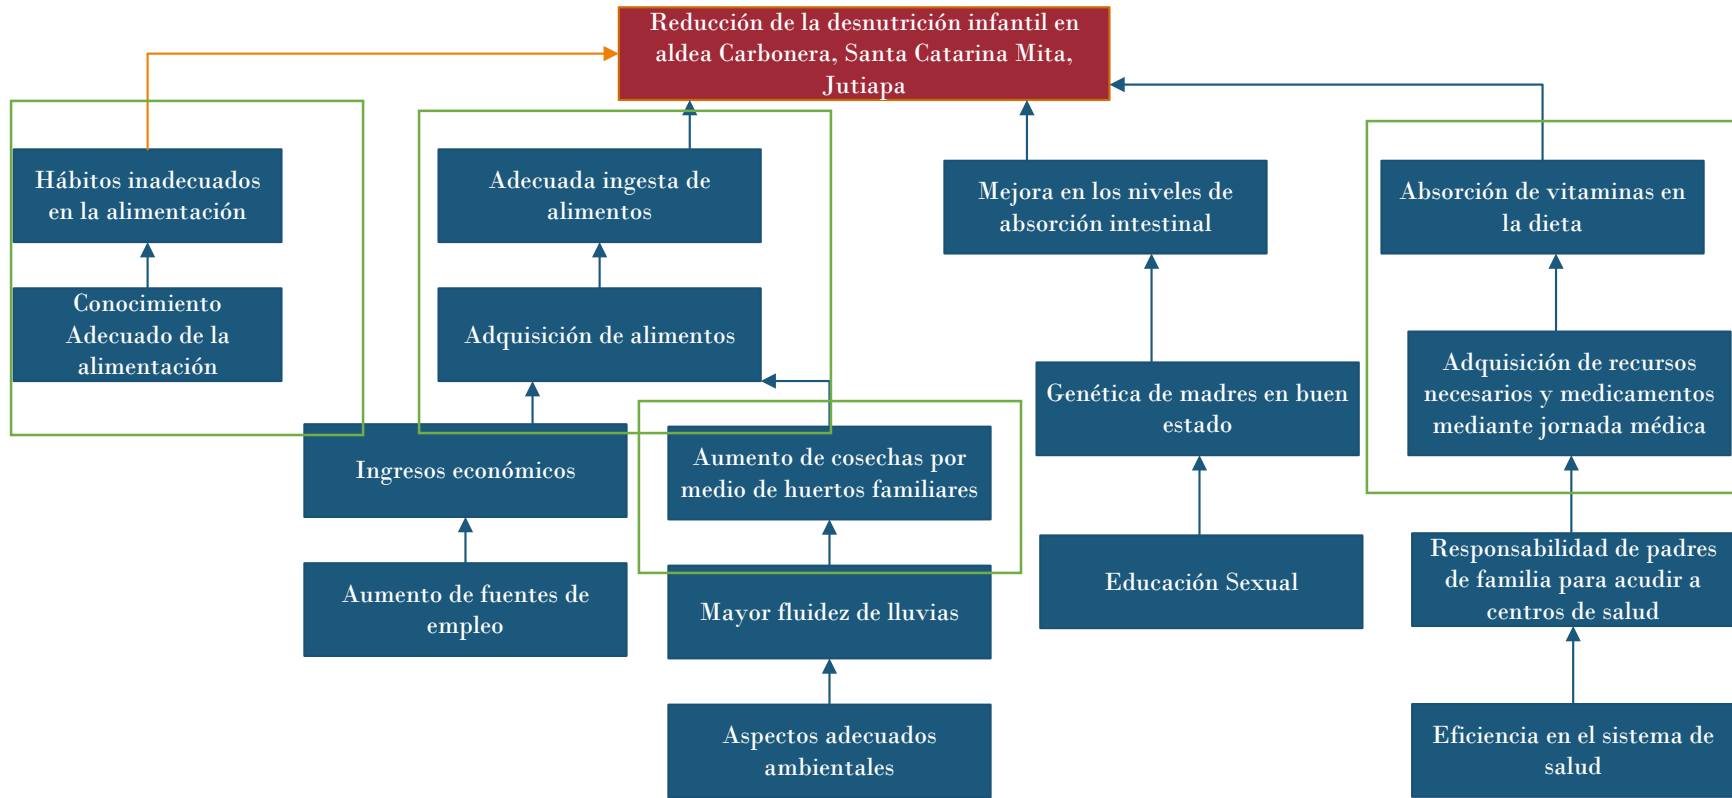 Reducción de la desnutrición infantil en
aldea Carbonera, Santa Catarina Mita,
Jutiapa
Hábitos inadecuados
en la alimentación
Adecuada ingesta de
alimentos
Mejora en los niveles de
absorción intestinal
Absorción de vitaminas en
la dieta
Conocimiento
Adecuado de la
alimentación
Adquisición de alimentos
Genética de madres en buen
estado
Adquisición de recursos
necesarios y medicamentos
mediante jornada médica
Ingresos económicos
Aumento de cosechas por
medio de huertos familiares
Educación Sexual
Responsabilidad de padres
de familia para acudir a
centros de salud
Aumento de fuentes de
empleo
Mayor fluidez de lluvias
Aspectos adecuados
ambientales
Eficiencia en el sistema de
salud